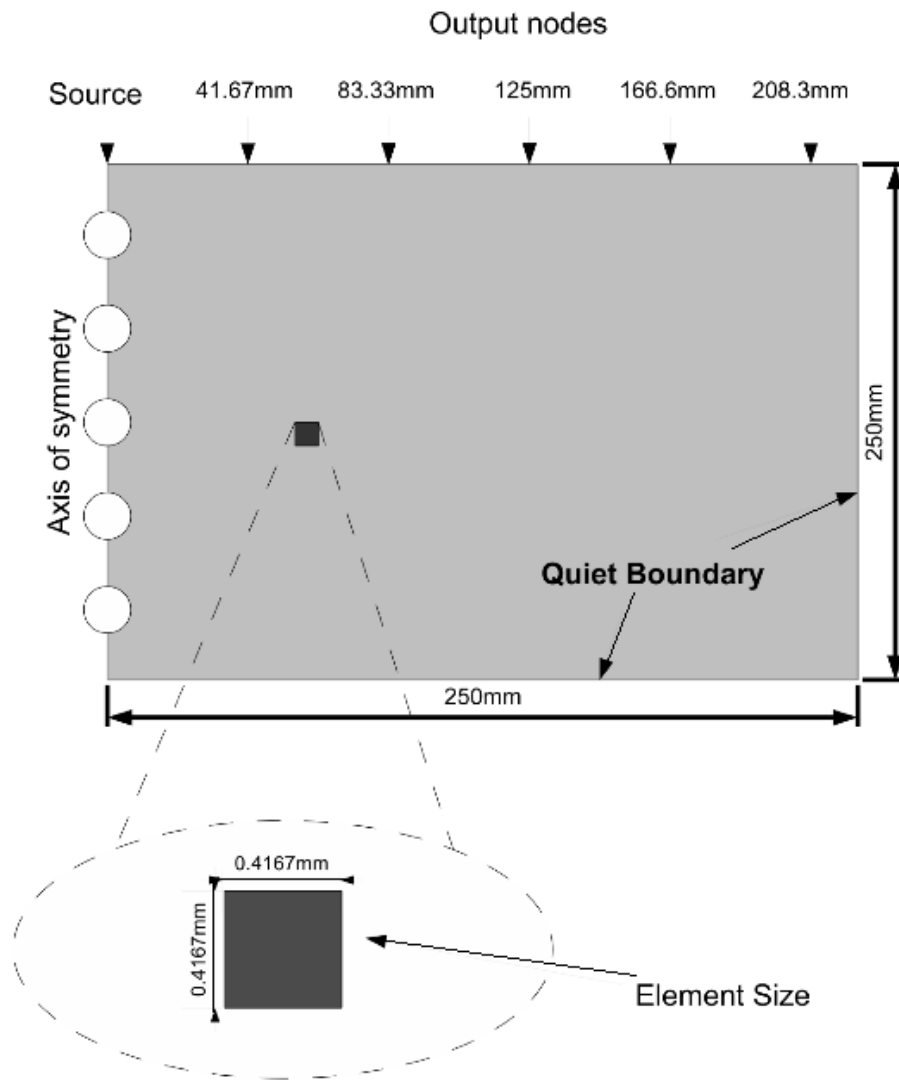 Output nodes
Source
41.67mm
83.33mm
125mm
166.6mm
208.3mm
Axis of symmetry
250mm
Quiet Boundary
250mm
0.4167mm
0.4167mm
Element Size